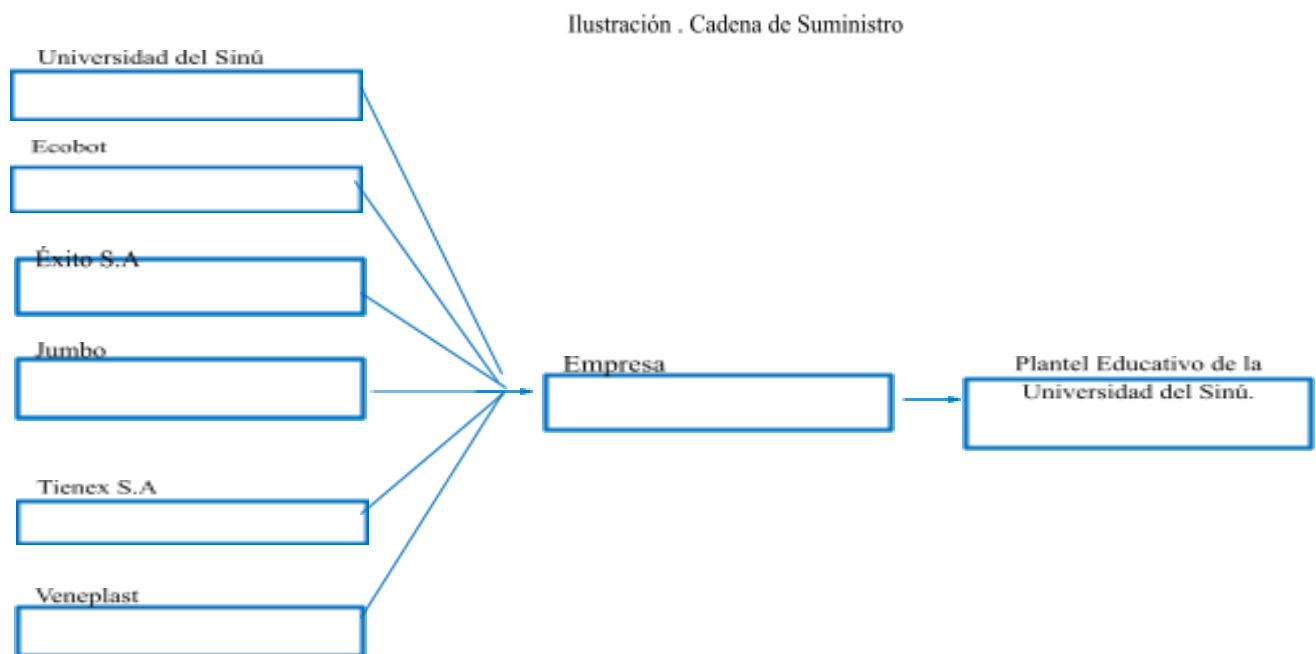 Ilustración . Cadena de Suministro
Universidad del Sinú
Ecobot
Éxito S.A
Jumbo
Tienex S.A
Veneplast
Empresa
Plantel Educativo de la
Universidad del Sinú.